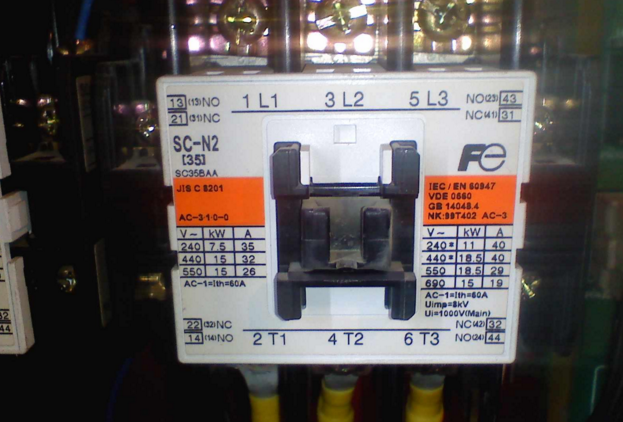 13 (13)NO 1 L1 3 L2 5 L3 NO(23) 43
21 (31)NC NC(41) 31
SC-N2
[35]
SC35BAA
Fe
JIS C 8201
AC-3·1·0-0
IEC / EN 60947
VDE 0660
GB 14048.4
NK:98T402 AC-3
V~ kW A
240 7.5 35
440 15 32
550 15 26
AC-1=Ith=60A
V~ kW A
240* 11 40
440* 18.5 40
550 18.5 29
690 15 19
AC-1=Ith=60A
Uimp=8kV
Ui=1000V(Main)
22 (32)NC NC(42) 32
14 (14)NO 2 T1 4 T2 6 T3 NO(24) 44
32
44